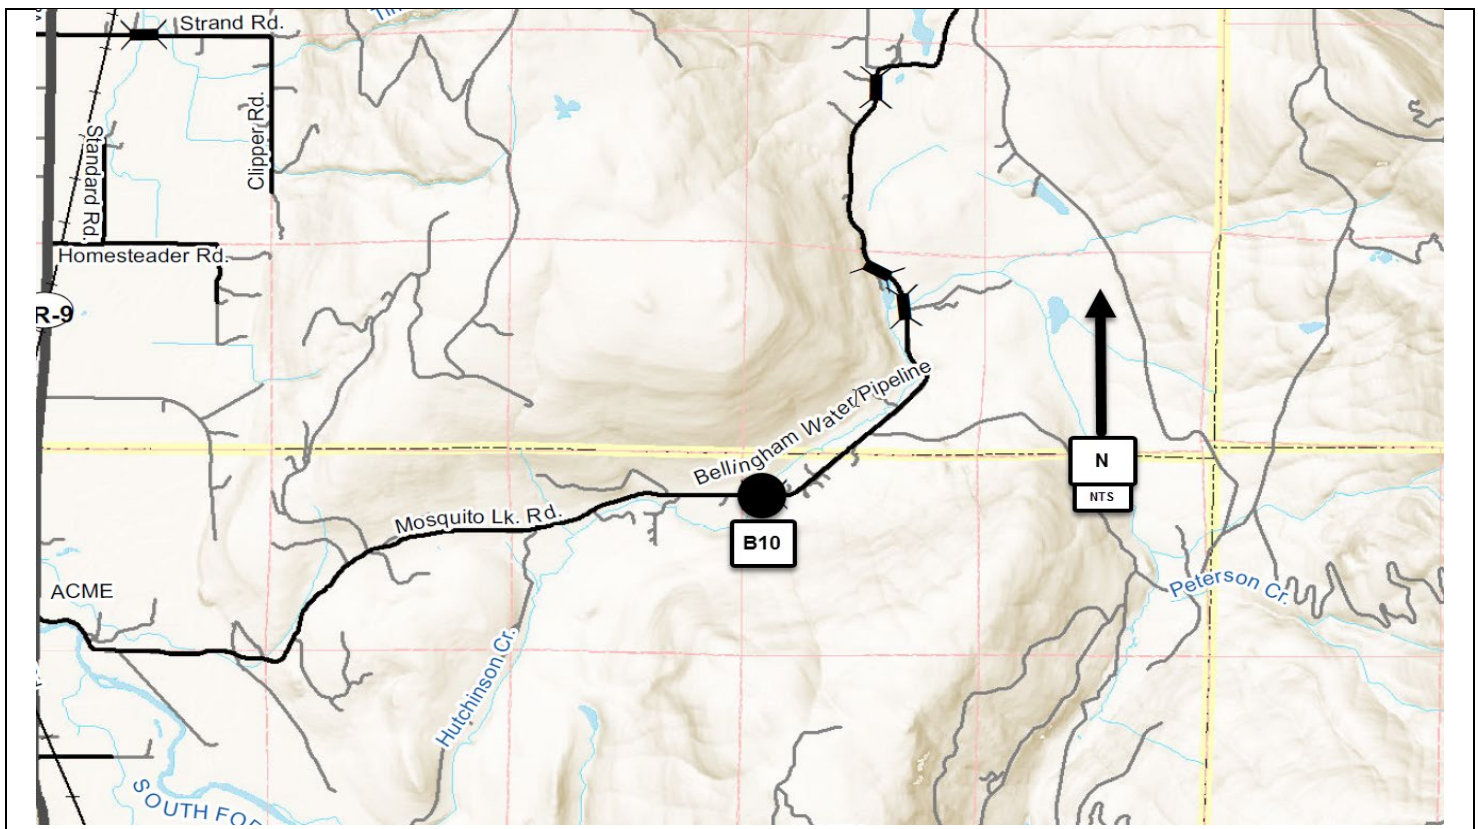 Strand Rd.
Clipper Rd.
Standard Rd.
Homesteader Rd.
R-9
Bellingham Water Pipeline
N
NTS
Mosquito Lk. Rd.
B10
ACME
Peterson Cr.
Hutchinson Cr.
SOUTH FOR